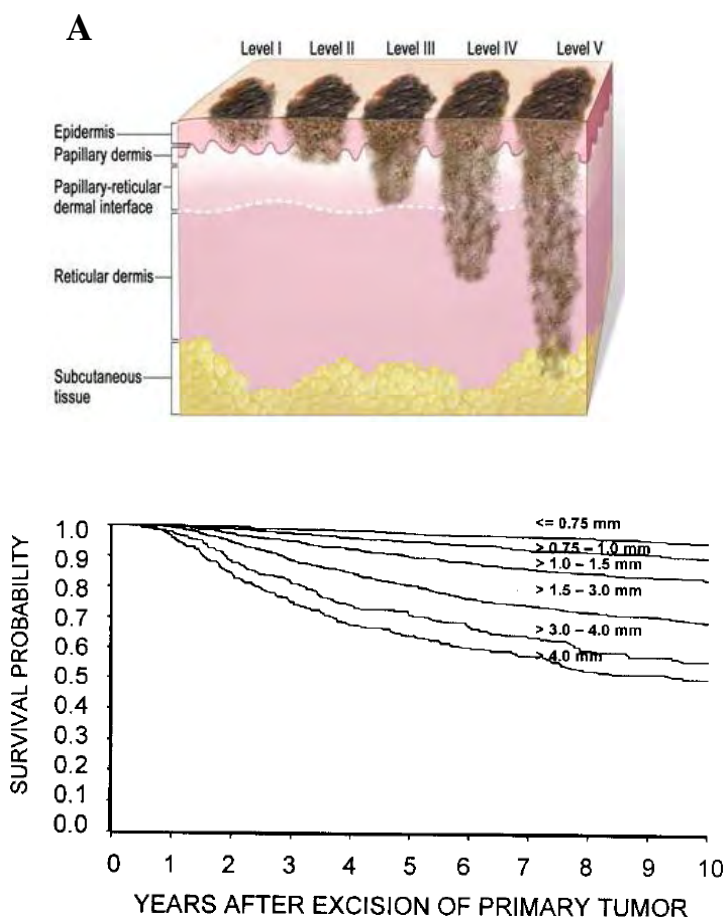 A
Level I Level II Level III Level IV Level V
Epidermis
Papillary dermis
Papillary-reticular
dermal interface
Reticular dermis
Subcutaneous
tissue
SURVIVAL PROBABILITY
1.0
0.9
0.8
0.7
0.6
0.5
0.4
0.3
0.2
0.1
0.0
<= 0.75 mm
> 0.75 – 1.0 mm
> 1.0 – 1.5 mm
> 1.5 – 3.0 mm
> 3.0 – 4.0 mm
> 4.0 mm
0 1 2 3 4 5 6 7 8 9 10
YEARS AFTER EXCISION OF PRIMARY TUMOR